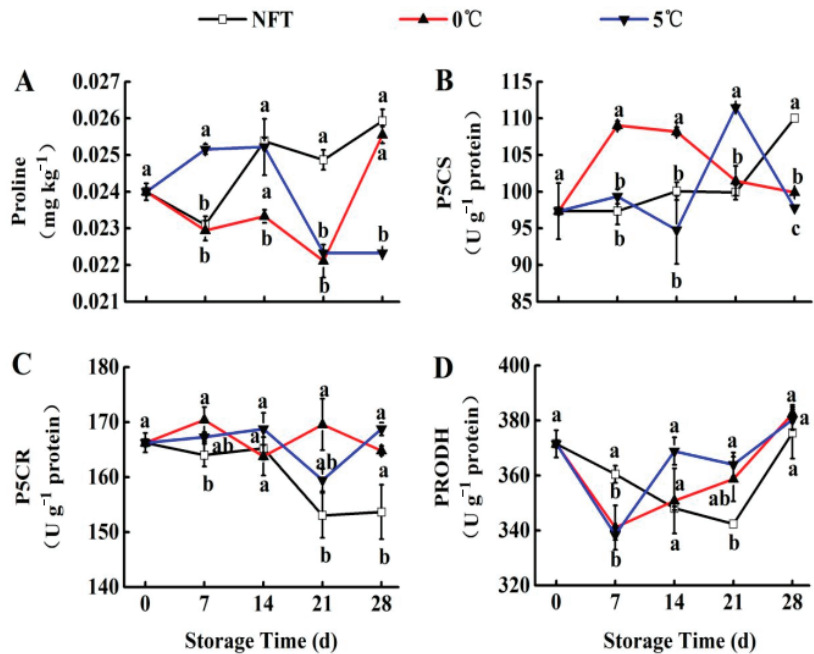 NFT 0℃ 5℃
A B
0.027 a a a a a a b b b b b b
0.026
0.025
0.024
0.023
0.022
0.021
Proline
(mg kg⁻¹)
115 a a a a a b b b b b b c
110
105
100
95
90
85
P5CS
(U g⁻¹ protein)
C D
180 a a a a a a a a ab ab b b b
170
160
150
140
P5CR
(U g⁻¹ protein)
400 a a a a a a a a ab b b b
380
360
340
320
PRODH
(U g⁻¹ protein)
0 7 14 21 28
Storage Time (d)
0 7 14 21 28
Storage Time (d)